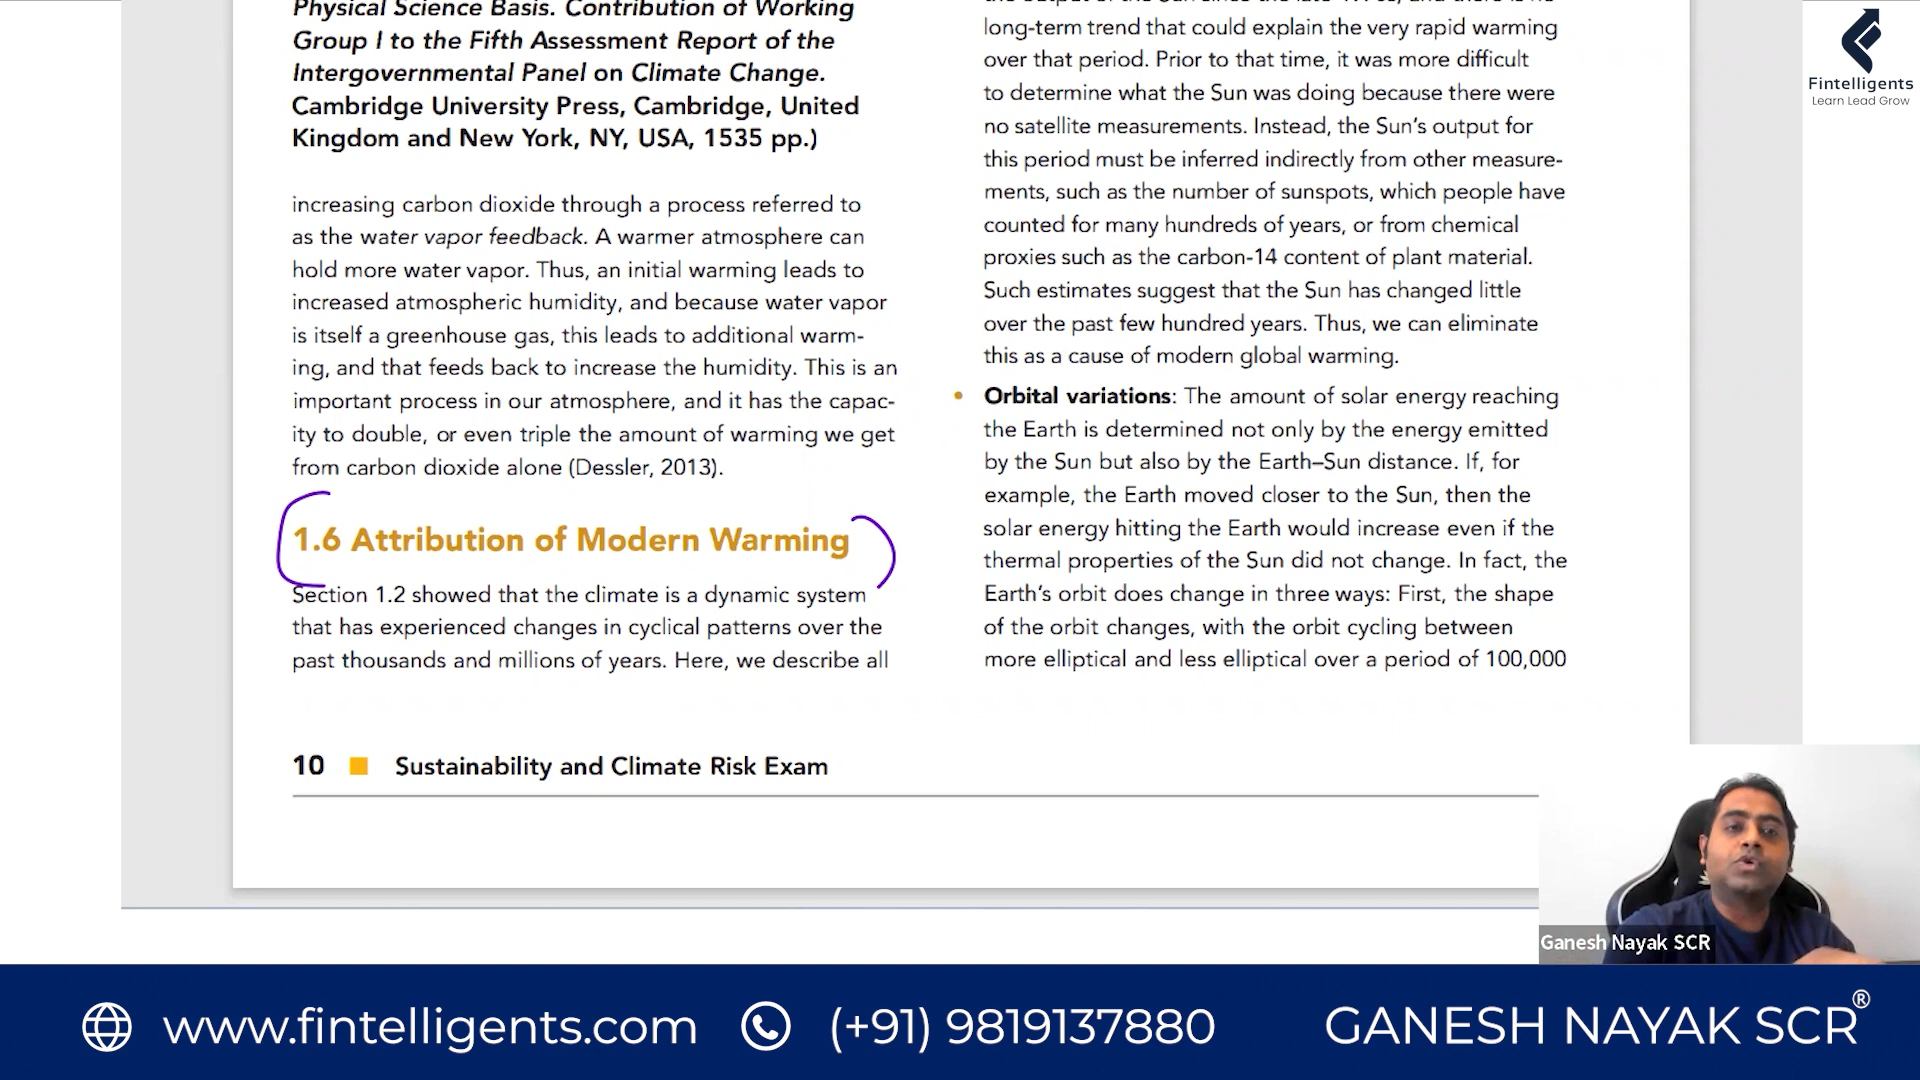 Physical Science Basis. Contribution of Working
Group I to the Fifth Assessment Report of the
Intergovernmental Panel on Climate Change.
Cambridge University Press, Cambridge, United
Kingdom and New York, NY, USA, 1535 pp.)
increasing carbon dioxide through a process referred to
as the water vapor feedback. A warmer atmosphere can
hold more water vapor. Thus, an initial warming leads to
increased atmospheric humidity, and because water vapor
is itself a greenhouse gas, this leads to additional warm-
ing, and that feeds back to increase the humidity. This is an
important process in our atmosphere, and it has the capac-
ity to double, or even triple the amount of warming we get
from carbon dioxide alone (Dessler, 2013).
1.6 Attribution of Modern Warming
Section 1.2 showed that the climate is a dynamic system
that has experienced changes in cyclical patterns over the
past thousands and millions of years. Here, we describe all
long-term trend that could explain the very rapid warming
over that period. Prior to that time, it was more difficult
to determine what the Sun was doing because there were
no satellite measurements. Instead, the Sun's output for
this period must be inferred indirectly from other measure-
ments, such as the number of sunspots, which people have
counted for many hundreds of years, or from chemical
proxies such as the carbon-14 content of plant material.
Such estimates suggest that the Sun has changed little
over the past few hundred years. Thus, we can eliminate
this as a cause of modern global warming.
• Orbital variations: The amount of solar energy reaching
the Earth is determined not only by the energy emitted
by the Sun but also by the Earth–Sun distance. If, for
example, the Earth moved closer to the Sun, then the
solar energy hitting the Earth would increase even if the
thermal properties of the Sun did not change. In fact, the
Earth's orbit does change in three ways: First, the shape
of the orbit changes, with the orbit cycling between
more elliptical and less elliptical over a period of 100,000
10 ■ Sustainability and Climate Risk Exam
Fintelligents
Learn Lead Grow
Ganesh Nayak SCR
www.fintelligents.com
(+91) 9819137880
GANESH NAYAK SCR®